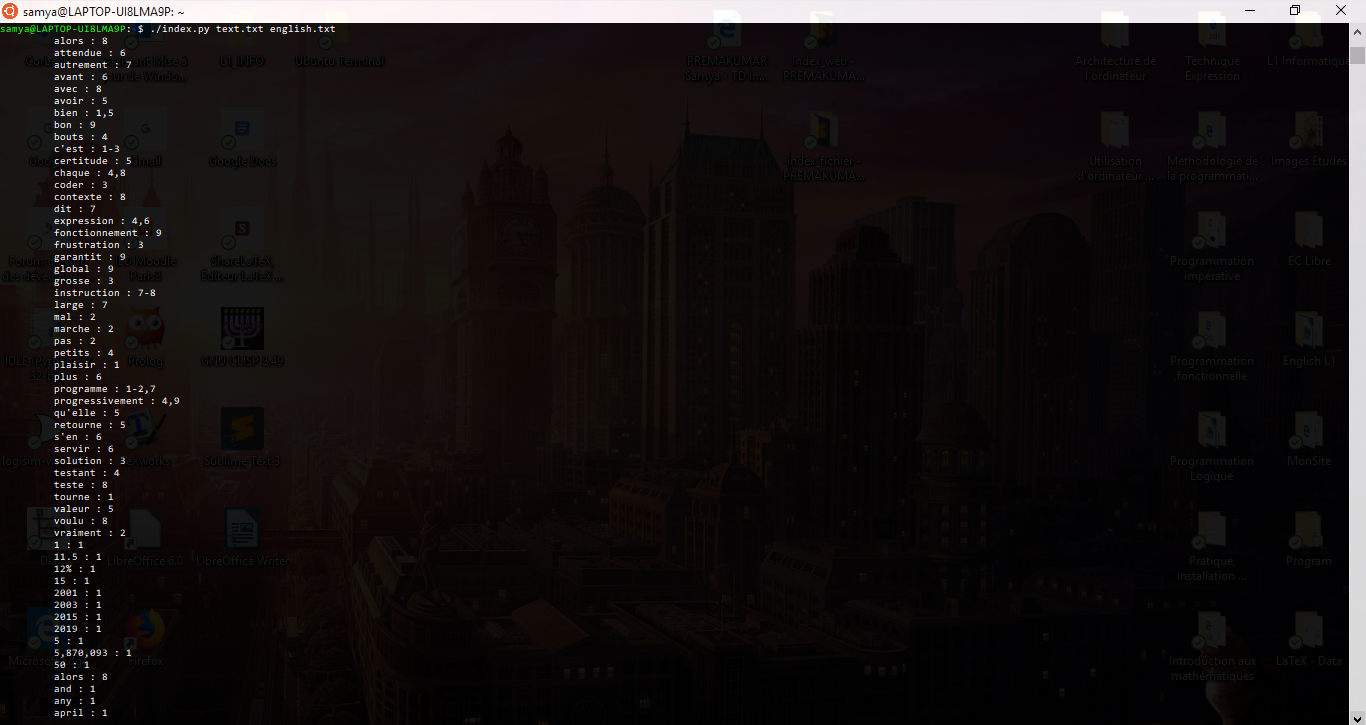 samya@LAPTOP-UI8LMA9P: ~
samya@LAPTOP-UI8LMA9P: $ ./index.py text.txt english.txt
alors : 8
attendue : 6
autrement : 7
avant : 6
avec : 8
avoir : 5
bien : 1,5
bon : 9
bouts : 4
c'est : 1-3
certitude : 5
chaque : 4,8
coder : 3
contexte : 8
dit : 7
expression : 4,6
fonctionnement : 9
frustration : 3
garantit : 9
global : 9
grosse : 3
instruction : 7-8
large : 7
mal : 2
marche : 2
pas : 2
petits : 4
plaisir : 1
plus : 6
programme : 1-2,7
progressivement : 4,9
qu'elle : 5
retourne : 5
s'en : 6
servir : 6
solution : 3
testant : 4
teste : 8
tourne : 1
valeur : 5
voulu : 8
vraiment : 2
1 : 1
11.5 : 1
12% : 1
15 : 1
2001 : 1
2003 : 1
2015 : 1
2019 : 1
5 : 1
5,870,093 : 1
50 : 1
alors : 8
and : 1
any : 1
april : 1
L1 INFO
Ubuntu Terminal
PREMAKUMAR
Samya - TD In...
index_web -
PREMAKUMA...
Architecture de
l'ordinateur
Technique
Expression
L1 Informatique
Google Docs
index_fichier -
PREMAKUMA...
Utilisation
d'ordinateur ...
Méthodologie de
la programmati...
Images Etudes
ShareLaTeX,
Éditeur LaTeX ...
Programmation
impérative
EC Libre
Prolog
GNU CLISP 2.49
Programmation
fonctionnelle
English L1
Sublime Text 3
Programmation
Logique
MonSite
LibreOffice 6.0
LibreOffice Writer
Pratique,
Installation ...
Program
Firefox
Introduction aux
mathématiques
LaTeX - Data